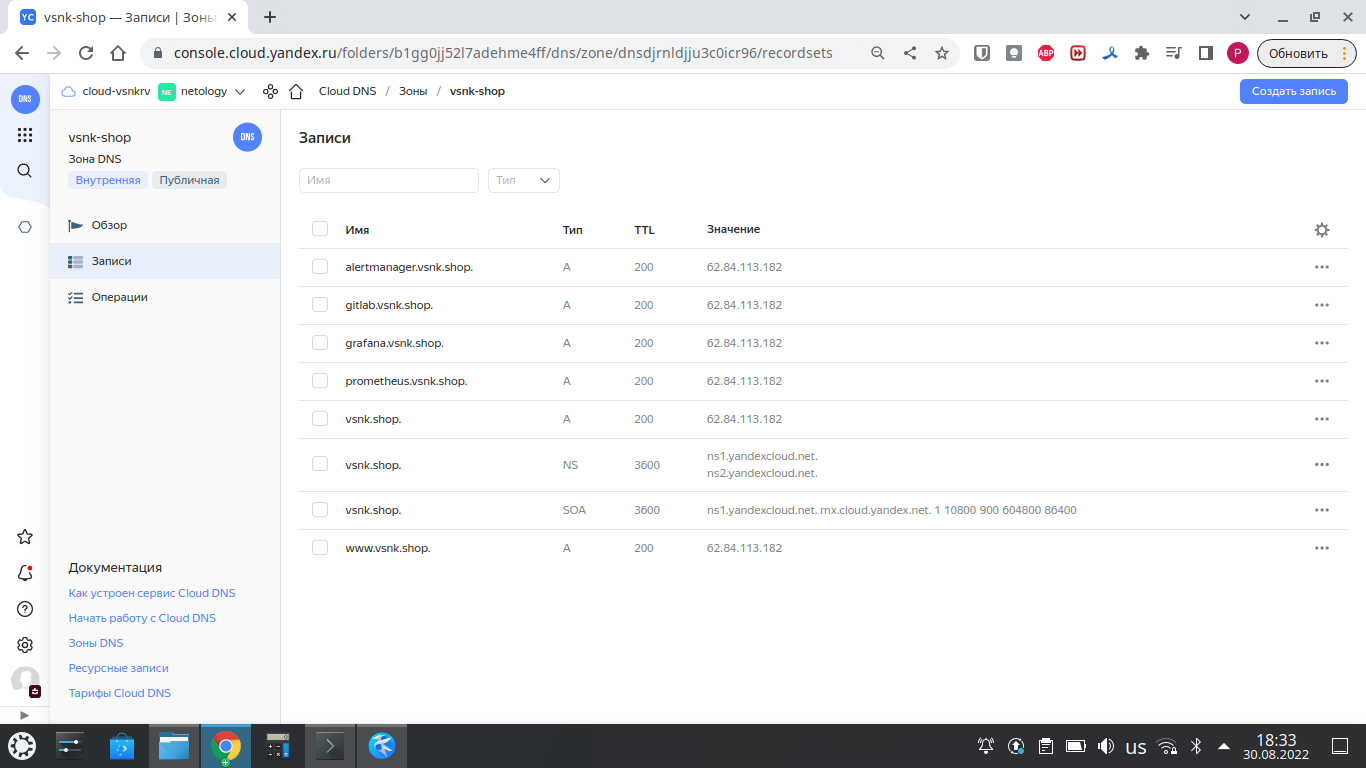 YC vsnk-shop — Записи | Зоны
console.cloud.yandex.ru/folders/b1gg0jj52l7adehme4ff/dns/zone/dnsdjrnldjju3c0icr96/recordsets
ABP
P
Обновить
DNS
cloud-vsnkrv NE netology
Cloud DNS / Зоны / vsnk-shop
Создать запись
vsnk-shop
DNS
Зона DNS
Внутренняя Публичная
Обзор
Записи
Операции
Документация
Как устроен сервис Cloud DNS
Начать работу с Cloud DNS
Зоны DNS
Ресурсные записи
Тарифы Cloud DNS
Записи
Имя Тип
Имя Тип TTL Значение
alertmanager.vsnk.shop. A 200 62.84.113.182
gitlab.vsnk.shop. A 200 62.84.113.182
grafana.vsnk.shop. A 200 62.84.113.182
prometheus.vsnk.shop. A 200 62.84.113.182
vsnk.shop. A 200 62.84.113.182
vsnk.shop. NS 3600 ns1.yandexcloud.net.
ns2.yandexcloud.net.
vsnk.shop. SOA 3600 ns1.yandexcloud.net. mx.cloud.yandex.net. 1 10800 900 604800 86400
www.vsnk.shop. A 200 62.84.113.182
us
18:33
30.08.2022